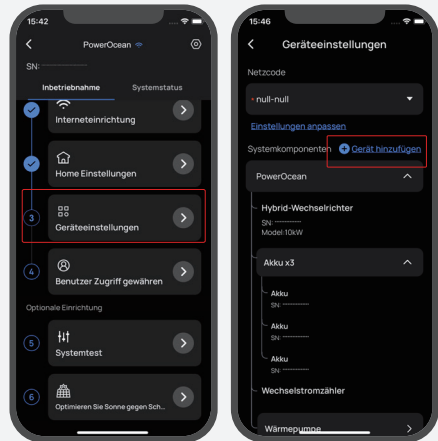 15:42
PowerOcean
SN:
Inbetriebnahme Systemstatus
Interneteinrichtung
Home Einstellungen
3
Geräteeinstellungen
4
Benutzer Zugriff gewähren
Optionale Einrichtung
5
Systemtest
6
Optimieren Sie Sonne gegen Sch...
15:46
Geräteeinstellungen
Netzcode
* null-null
Einstellungen anpassen
Systemkomponenten Gerät hinzufügen
PowerOcean
Hybrid-Wechselrichter
SN:
Model:10kW
Akku x3
Akku
SN:
Akku
SN:
Akku
SN:
Wechselstromzähler
Wärmepumpe